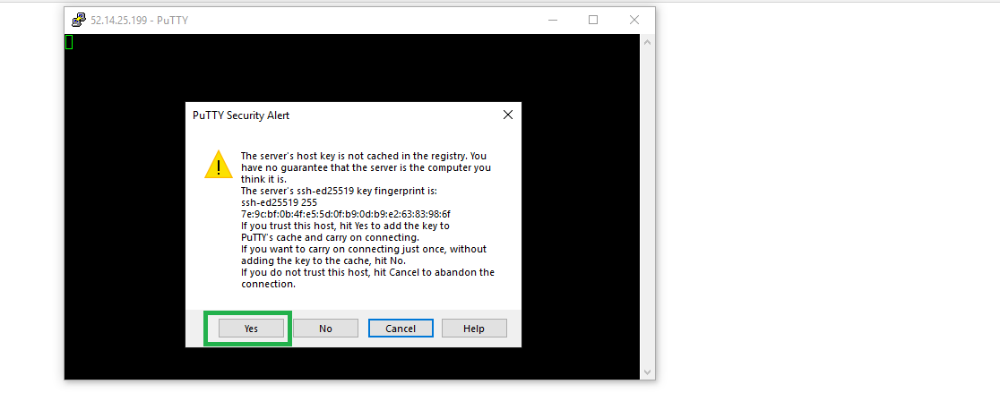 52.14.25.199 - PuTTY
PuTTY Security Alert
The server's host key is not cached in the registry. You
have no guarantee that the server is the computer you
think it is.
The server's ssh-ed25519 key fingerprint is:
ssh-ed25519 255
7e:9c:bf:0b:4f:e5:5d:0f:b9:0d:b9:e2:63:83:98:6f
If you trust this host, hit Yes to add the key to
PuTTY's cache and carry on connecting.
If you want to carry on connecting just once, without
adding the key to the cache, hit No.
If you do not trust this host, hit Cancel to abandon the
connection.
Yes No Cancel Help